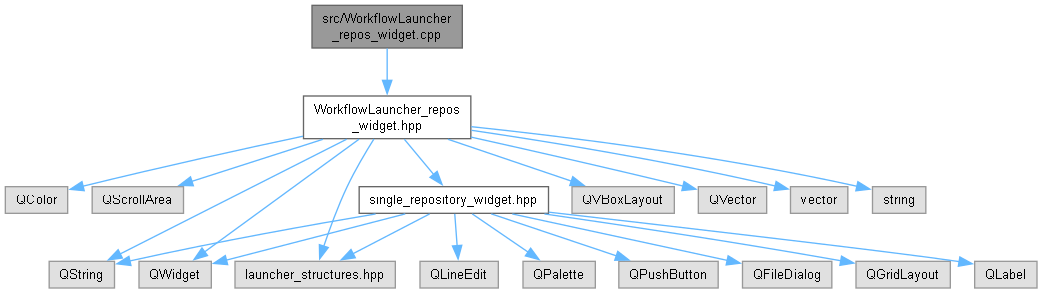 src/WorkflowLauncher
_repos_widget.cpp
WorkflowLauncher_repos
_widget.hpp
QColor
QScrollArea
single_repository_widget.hpp
QVBoxLayout
QVector
vector
string
QString
QWidget
launcher_structures.hpp
QLineEdit
QPalette
QPushButton
QFileDialog
QGridLayout
QLabel